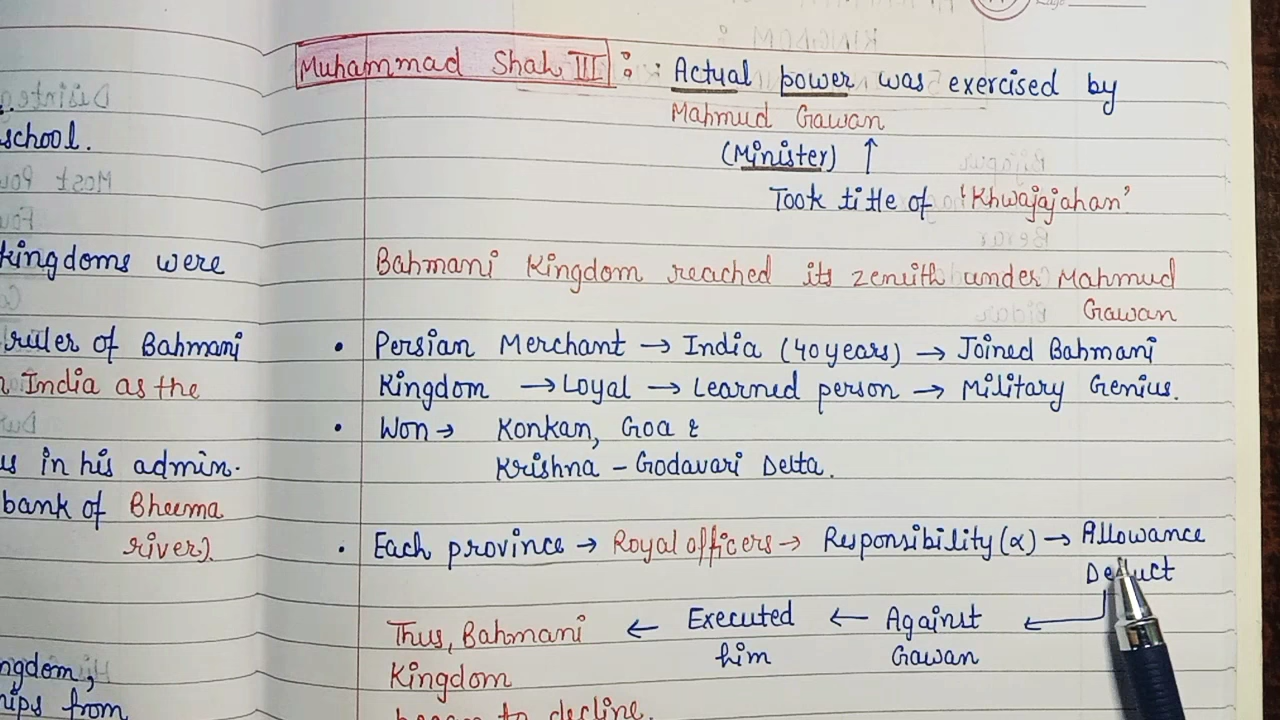 Muhammad Shah III : : Actual power was exercised by
Mahmud Gawan
(Minister) ↑
Took title of 'Khwajajahan'
Bahmani Kingdom reached its zenith under Mahmud
Gawan
• Persian Merchant → India (40 years) → Joined Bahmani
Kingdom → Loyal → Learned person → Military Genius.
• Won → Konkan, Goa &
Krishna - Godavari Delta.
• Each province → Royal officers → Responsibility (α) → Allowance
Deduct
Thus, Bahmani ← Executed ← Against ←
him Gawan
Kingdom
began to decline.
school.
kingdoms were
ruler of Bahmani
India as the
in his admin.
bank of Bheema
river).